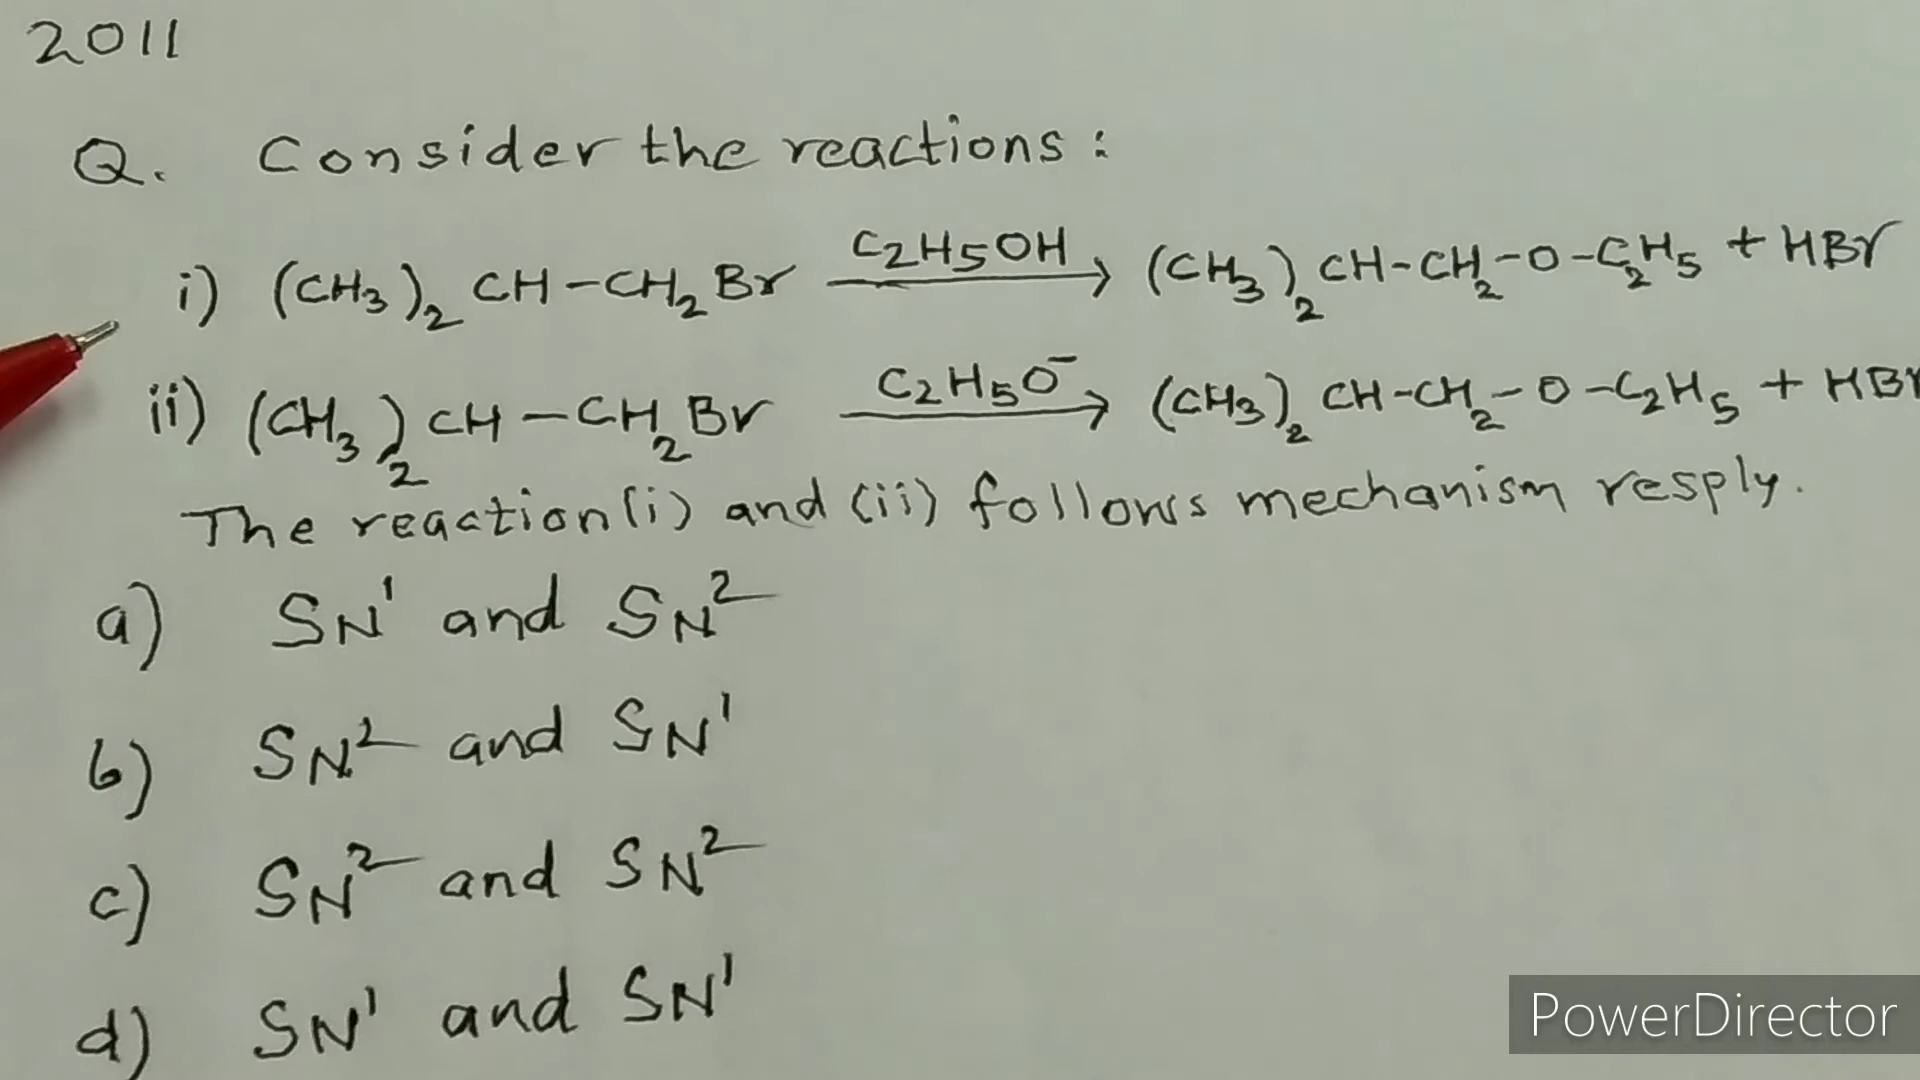 2011
Q. Consider the reactions:
i) (CH₃)₂ CH-CH₂Br C₂H₅OH → (CH₃)₂ CH-CH₂-O-C₂H₅ + HBr
ii) (CH₃)₂ CH-CH₂Br C₂H₅O⁻ → (CH₃)₂ CH-CH₂-O-C₂H₅ + HBr
The reaction (i) and (ii) follows mechanism resply.
a) SN¹ and SN²
b) SN² and SN¹
c) SN² and SN²
d) SN¹ and SN¹
PowerDirector